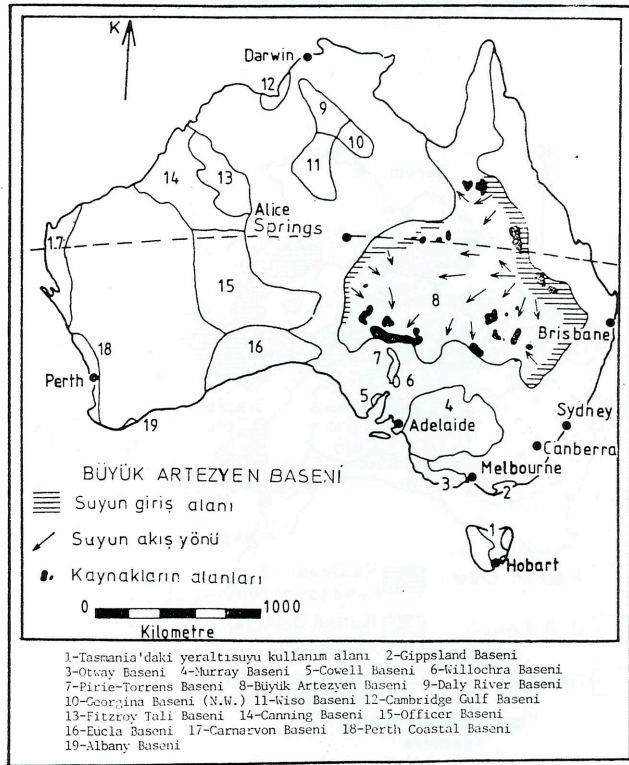 K
Darwin
12
9
10
11
14
13
Alice
Springs
17
15
8
16
18
Perth
19
7
6
5
4
Brisbane
Adelaide
Sydney
Canberra
Melbourne
3
2
1
Hobart
BÜYÜK ARTEZYEN BASENİ
Suyun giriş alanı
Suyun akış yönü
Kaynakların alanları
0 1000
Kilometre
1-Tasmania'daki yeraltısuyu kullanım alanı 2-Gippsland Baseni
3-Otway Baseni 4-Murray Baseni 5-Cowell Baseni 6-Willochra Baseni
7-Pirie-Torrens Baseni 8-Büyük Artezyen Baseni 9-Daly River Baseni
10-Georgina Baseni (N.W.) 11-Wiso Baseni 12-Cambridge Gulf Baseni
13-Fitzroy Tali Baseni 14-Canning Baseni 15-Officer Baseni
16-Eucla Baseni 17-Carnarvon Baseni 18-Perth Coastal Baseni
19-Albany Baseni